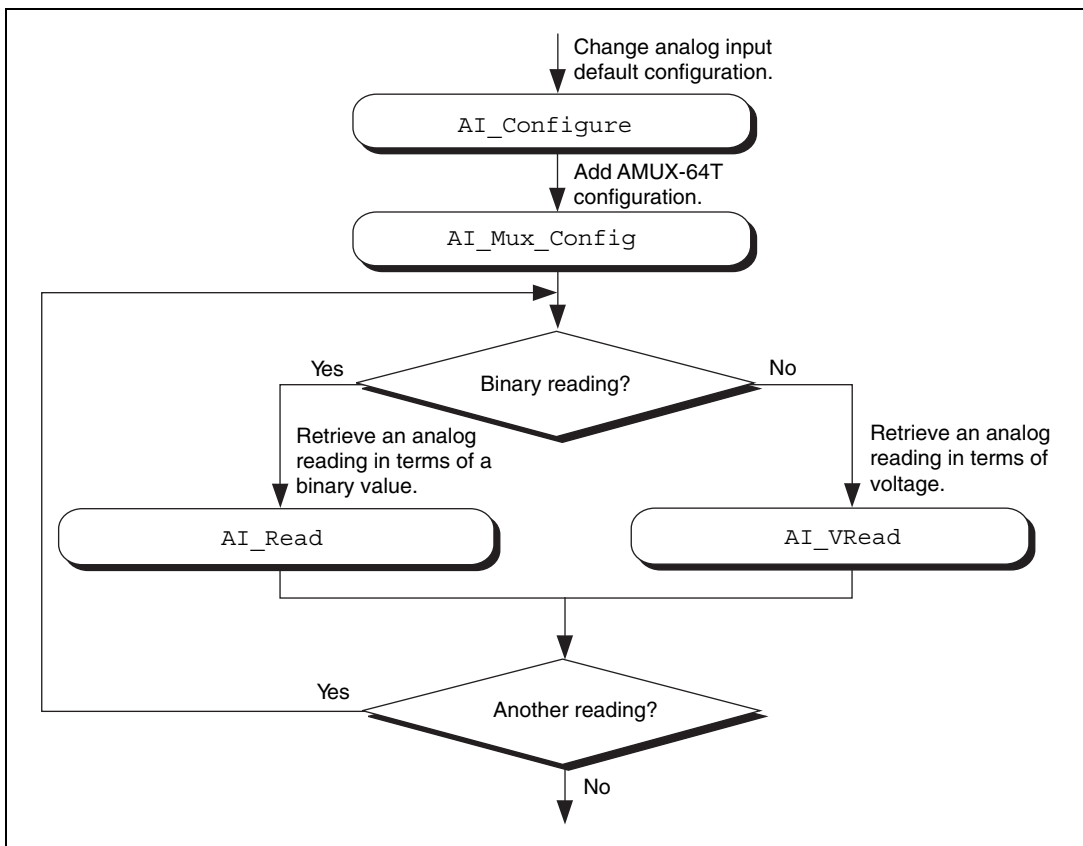 Change analog input
default configuration.
AI_Configure
Add AMUX-64T
configuration.
AI_Mux_Config
Yes
Binary reading?
No
Retrieve an analog
reading in terms of a
binary value.
Retrieve an analog
reading in terms of
voltage.
AI_Read
AI_VRead
Yes
Another reading?
No